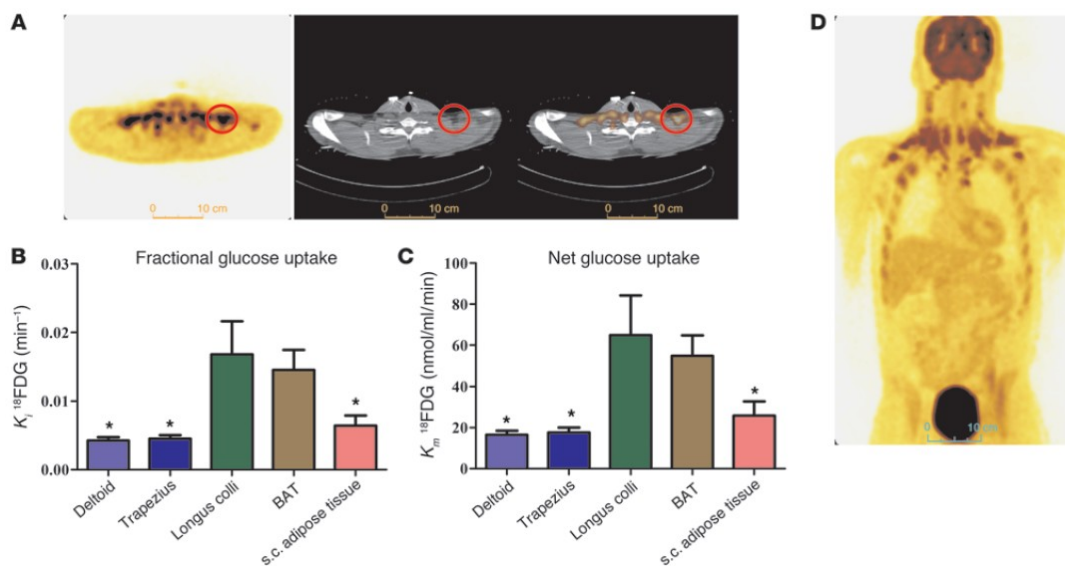 A
0 10 cm
0 10 cm
0 10 cm
B
Fractional glucose uptake
Kᵢ ¹⁸FDG (min⁻¹)
0.03
0.02
0.01
0.00
*
*
*
Deltoid
Trapezius
Longus colli
BAT
s.c. adipose tissue
C
Net glucose uptake
Kₘ ¹⁸FDG (nmol/ml/min)
100
80
60
40
20
0
*
*
*
Deltoid
Trapezius
Longus colli
BAT
s.c. adipose tissue
D
0 10 cm